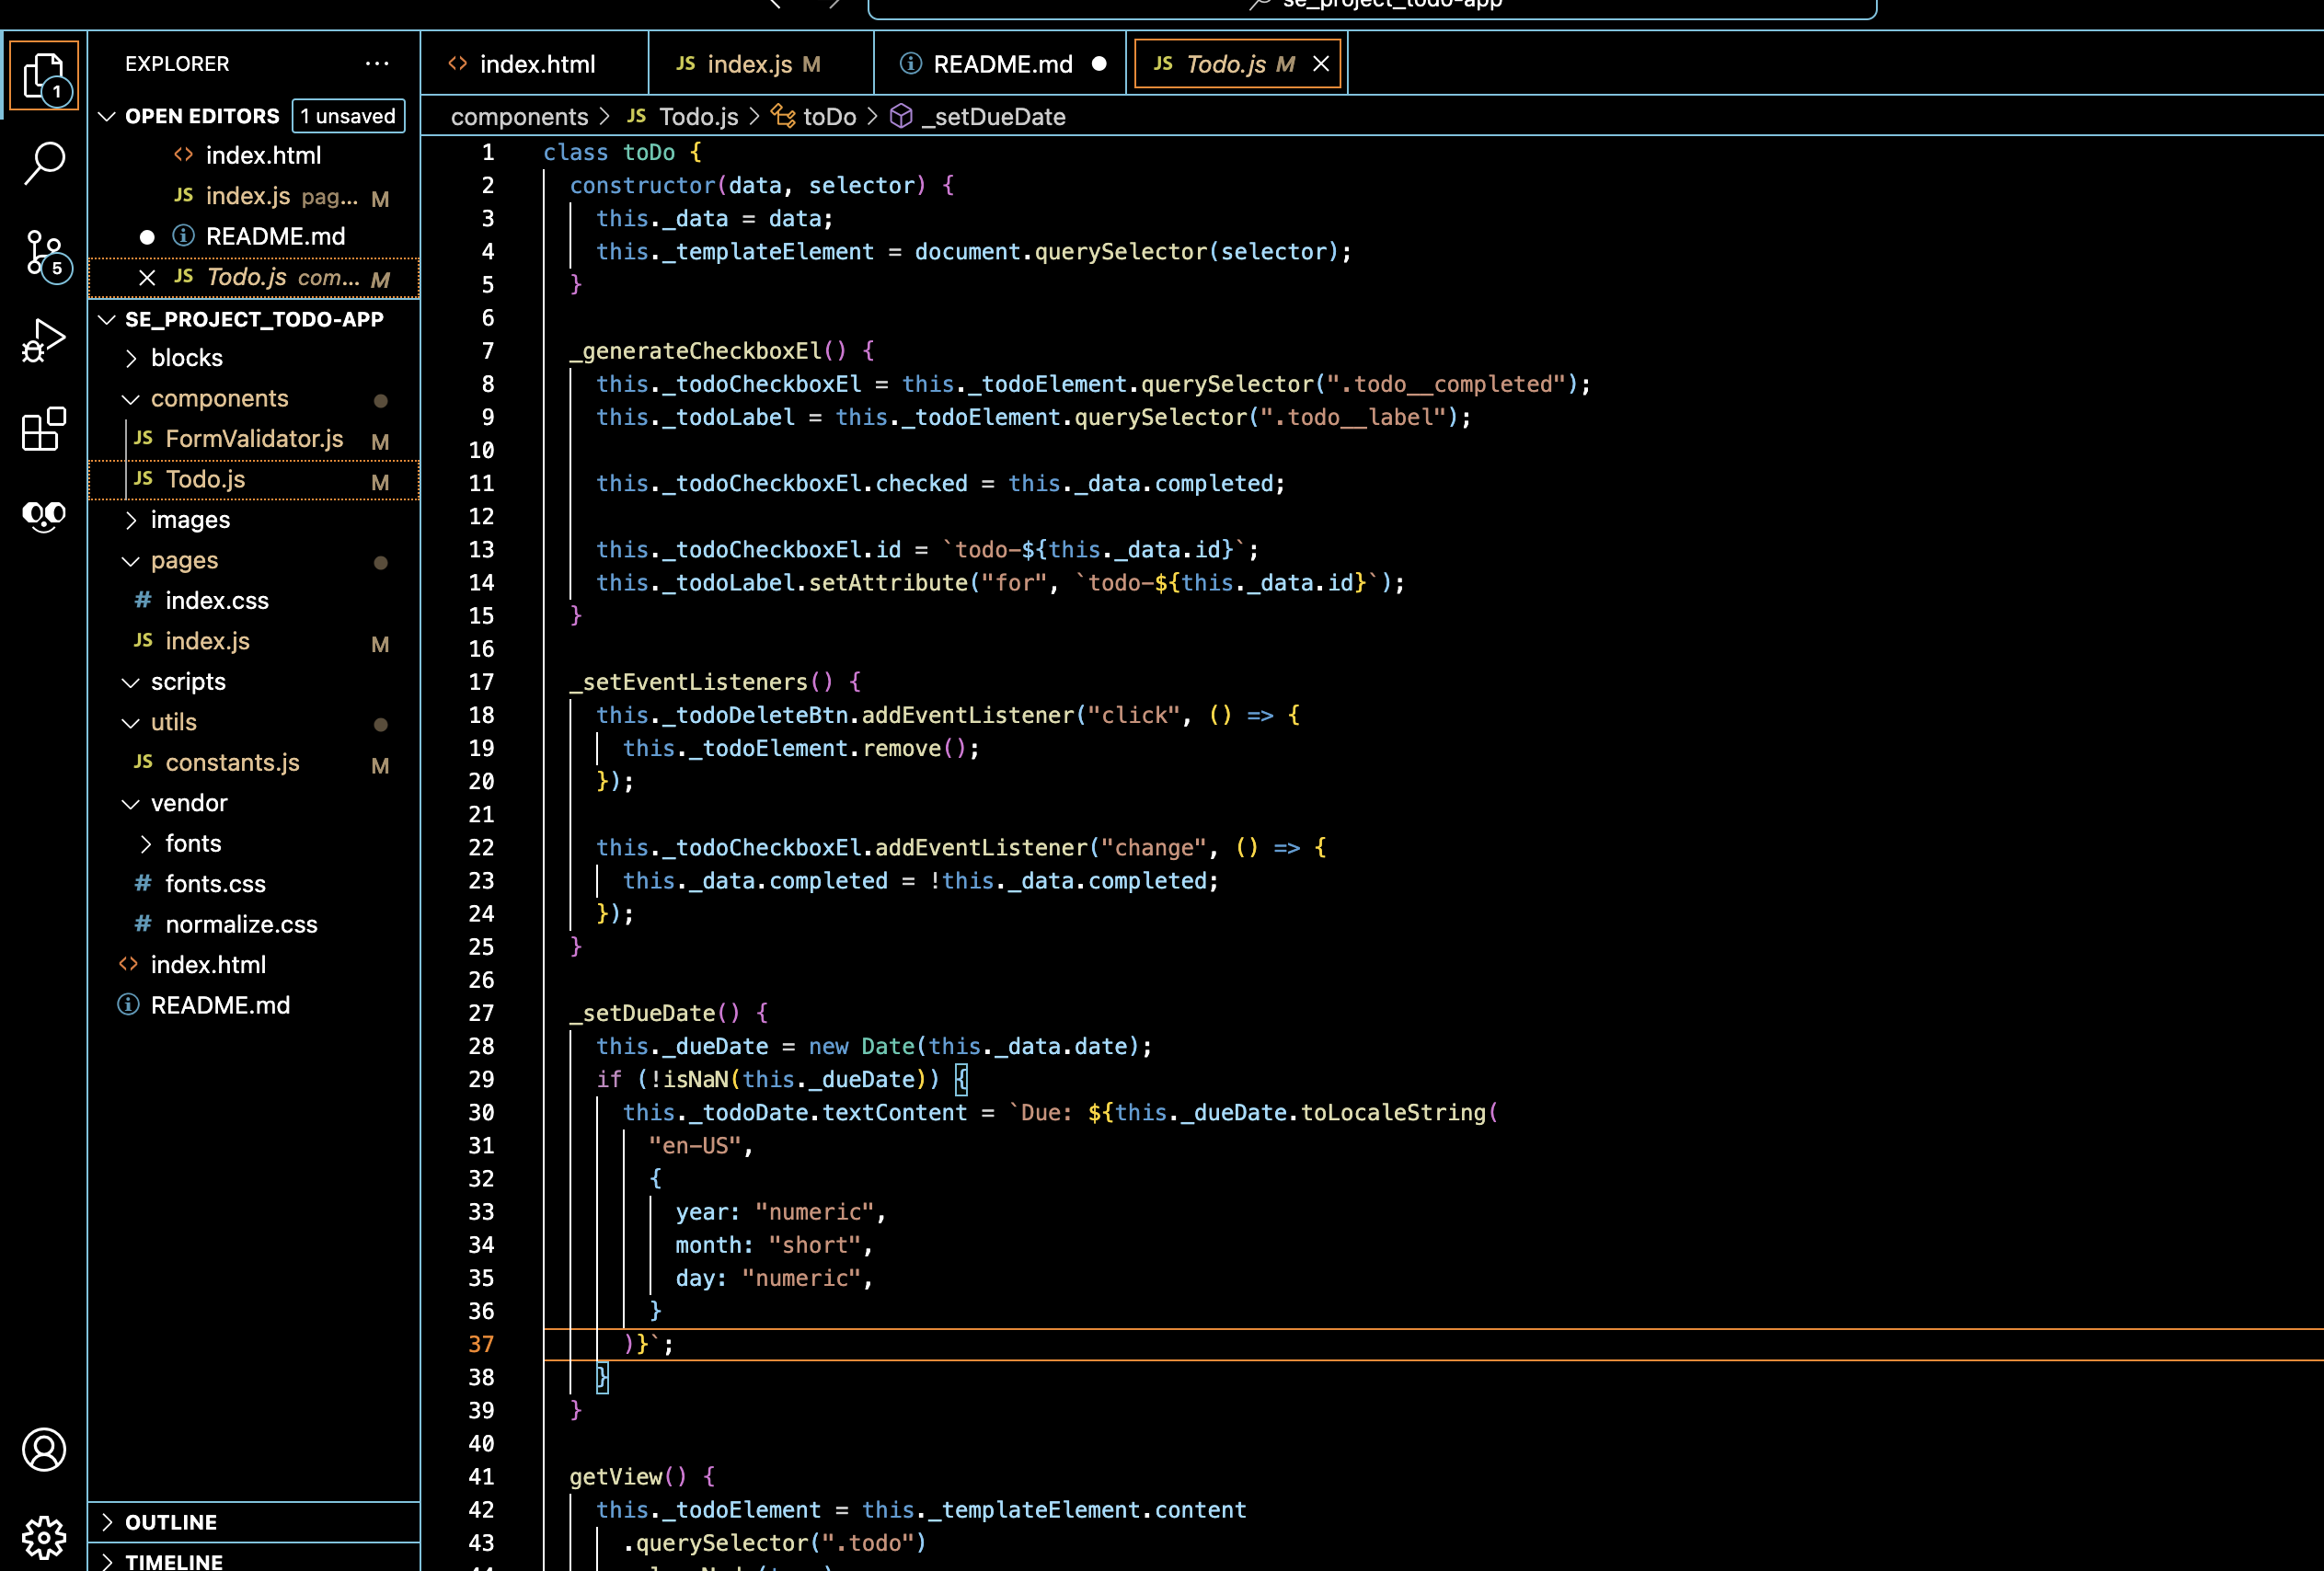 se_project_todo-app
EXPLORER
OPEN EDITORS 1 unsaved
index.html
JS index.js pag... M
README.md
JS Todo.js com... M
SE_PROJECT_TODO-APP
blocks
components
JS FormValidator.js M
JS Todo.js M
images
pages
# index.css
JS index.js M
scripts
utils
JS constants.js M
vendor
fonts
# fonts.css
# normalize.css
index.html
README.md
OUTLINE
TIMELINE
1
5
index.html JS index.js M README.md JS Todo.js M
components > JS Todo.js > toDo > _setDueDate
1 class toDo {
2 constructor(data, selector) {
3 this._data = data;
4 this._templateElement = document.querySelector(selector);
5 }
6
7 _generateCheckboxEl() {
8 this._todoCheckboxEl = this._todoElement.querySelector(".todo__completed");
9 this._todoLabel = this._todoElement.querySelector(".todo__label");
10
11 this._todoCheckboxEl.checked = this._data.completed;
12
13 this._todoCheckboxEl.id = `todo-${this._data.id}`;
14 this._todoLabel.setAttribute("for", `todo-${this._data.id}`);
15 }
16
17 _setEventListeners() {
18 this._todoDeleteBtn.addEventListener("click", () => {
19 this._todoElement.remove();
20 });
21
22 this._todoCheckboxEl.addEventListener("change", () => {
23 this._data.completed = !this._data.completed;
24 });
25 }
26
27 _setDueDate() {
28 this._dueDate = new Date(this._data.date);
29 if (!isNaN(this._dueDate)) {
30 this._todoDate.textContent = `Due: ${this._dueDate.toLocaleString(
31 "en-US",
32 {
33 year: "numeric",
34 month: "short",
35 day: "numeric",
36 }
37 )}`;
38 }
39 }
40
41 getView() {
42 this._todoElement = this._templateElement.content
43 .querySelector(".todo")